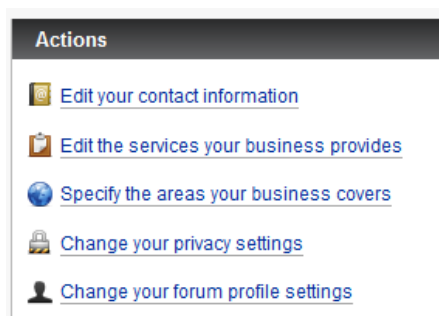 Actions
Edit your contact information
Edit the services your business provides
Specify the areas your business covers
Change your privacy settings
Change your forum profile settings